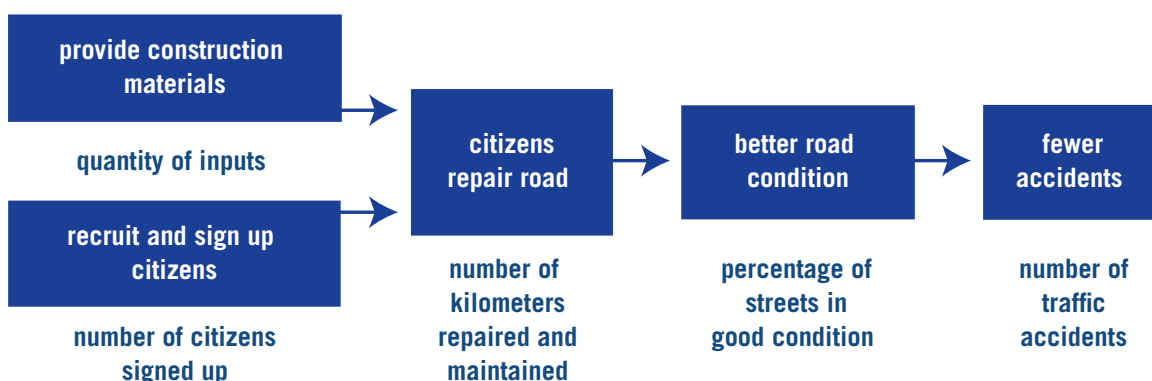 provide construction
materials
quantity of inputs
recruit and sign up
citizens
number of citizens
signed up
citizens
repair road
number of
kilometers
repaired and
maintained
better road
condition
percentage of
streets in
good condition
fewer
accidents
number of
traffic
accidents